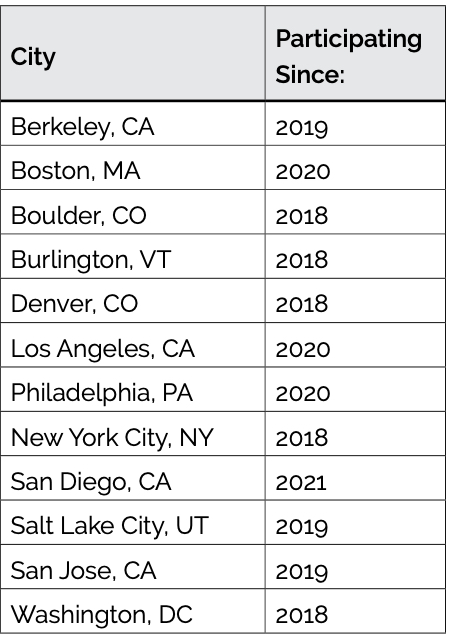 City
Participating
Since:
Berkeley, CA 2019
Boston, MA 2020
Boulder, CO 2018
Burlington, VT 2018
Denver, CO 2018
Los Angeles, CA 2020
Philadelphia, PA 2020
New York City, NY 2018
San Diego, CA 2021
Salt Lake City, UT 2019
San Jose, CA 2019
Washington, DC 2018